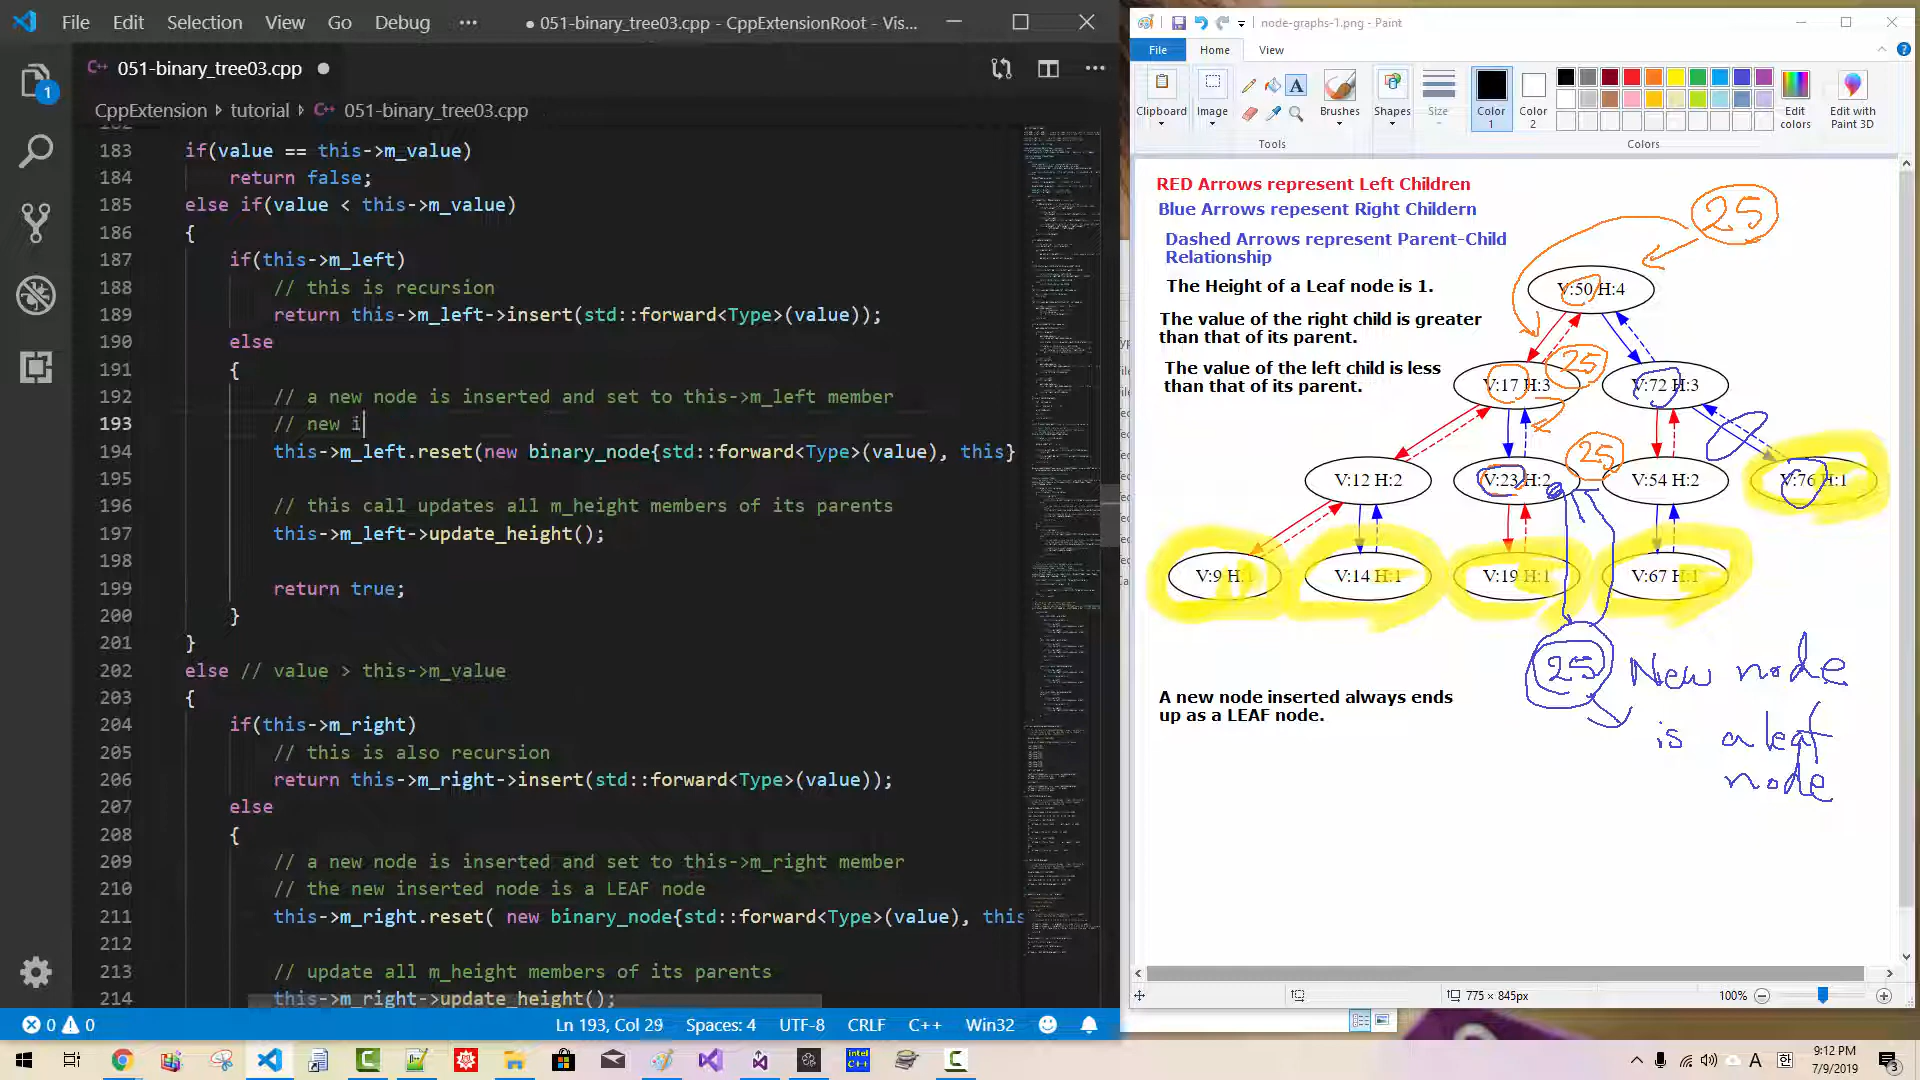 File Edit Selection View Go Debug ··· ● 051-binary_tree03.cpp - CppExtensionRoot - Vis...
051-binary_tree03.cpp ●
CppExtension › tutorial › 051-binary_tree03.cpp
1
183 if(value == this->m_value)
184 return false;
185 else if(value < this->m_value)
186 {
187 if(this->m_left)
188 // this is recursion
189 return this->m_left->insert(std::forward<Type>(value));
190 else
191 {
192 // a new node is inserted and set to this->m_left member
193 // new i
194 this->m_left.reset(new binary_node{std::forward<Type>(value), this}
195
196 // this call updates all m_height members of its parents
197 this->m_left->update_height();
198
199 return true;
200 }
201 }
202 else // value > this->m_value
203 {
204 if(this->m_right)
205 // this is also recursion
206 return this->m_right->insert(std::forward<Type>(value));
207 else
208 {
209 // a new node is inserted and set to this->m_right member
210 // the new inserted node is a LEAF node
211 this->m_right.reset( new binary_node{std::forward<Type>(value), this
212
213 // update all m_height members of its parents
214 this->m_right->update_height();
0 0 Ln 193, Col 29 Spaces: 4 UTF-8 CRLF C++ Win32
node-graphs-1.png - Paint
File Home View
Clipboard Image Brushes Shapes Size Color 1 Color 2 Edit colors Edit with Paint 3D
Tools Colors
RED Arrows represent Left Children
Blue Arrows repesent Right Childern
Dashed Arrows represent Parent-Child
Relationship
25
The Height of a Leaf node is 1.
V:50 H:4
The value of the right child is greater
than that of its parent.
The value of the left child is less
than that of its parent.
25
V:17 H:3
V:72 H:3
25
V:12 H:2
V:23 H:2
V:54 H:2
V:76 H:1
V:9 H:1
V:14 H:1
V:19 H:1
V:67 H:1
25 New node
is a leaf
node
A new node inserted always ends
up as a LEAF node.
775 × 845px 100%
intel C++
A 한 9:12 PM
7/9/2019
3